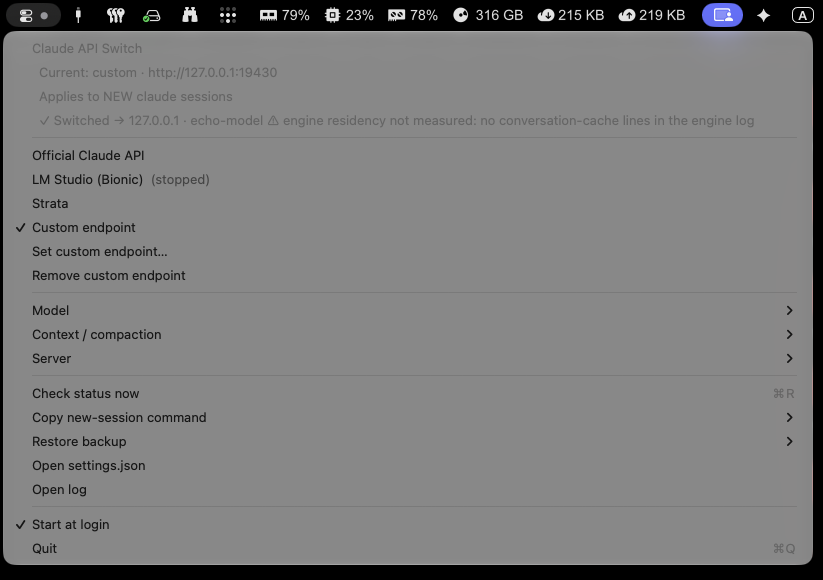 79% 23% 78% 316 GB 215 KB 219 KB A
Claude API Switch
Current: custom · http://127.0.0.1:19430
Applies to NEW claude sessions
✓ Switched → 127.0.0.1 · echo-model ⚠ engine residency not measured: no conversation-cache lines in the engine log
Official Claude API
LM Studio (Bionic) (stopped)
Strata
✓ Custom endpoint
Set custom endpoint...
Remove custom endpoint
Model
Context / compaction
Server
Check status now ⌘R
Copy new-session command
Restore backup
Open settings.json
Open log
✓ Start at login
Quit ⌘Q